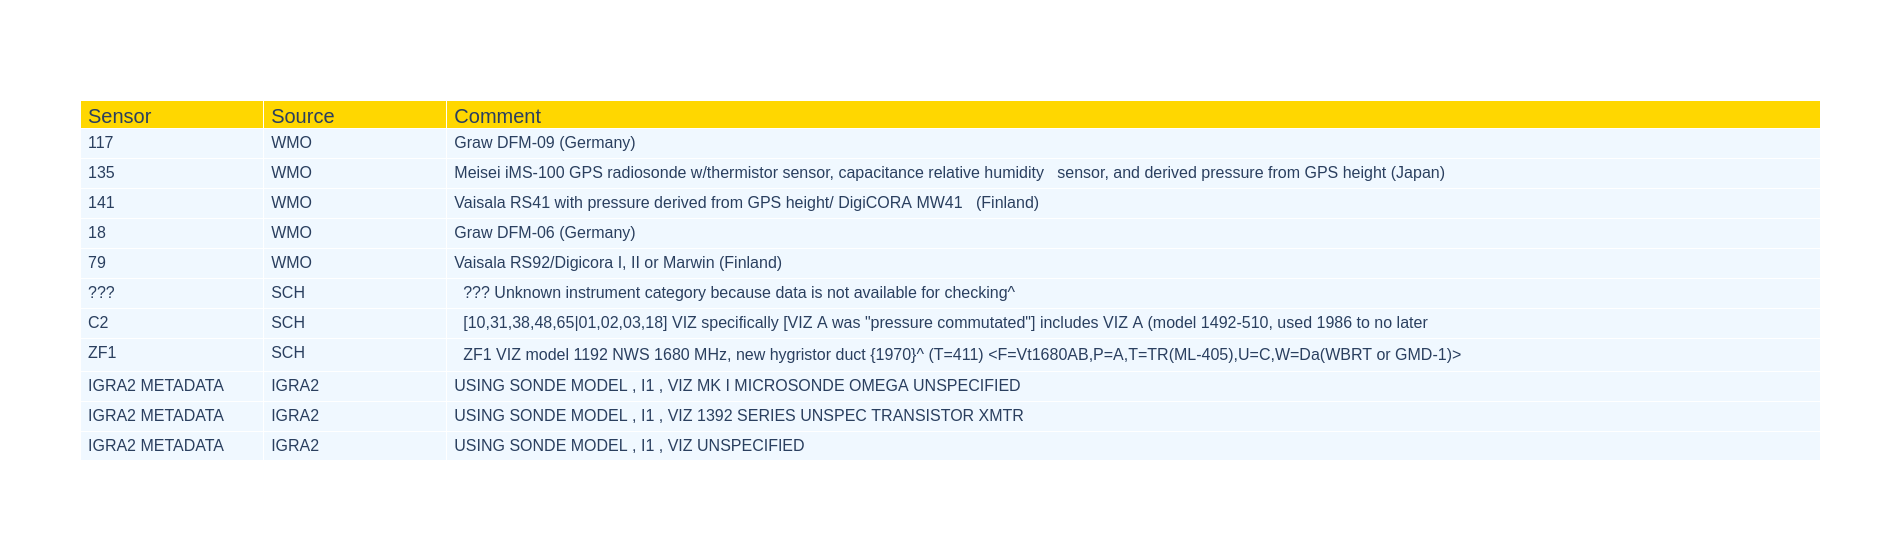 Sensor Source Comment
117 WMO Graw DFM-09 (Germany)
135 WMO Meisei iMS-100 GPS radiosonde w/thermistor sensor, capacitance relative humidity   sensor, and derived pressure from GPS height (Japan)
141 WMO Vaisala RS41 with pressure derived from GPS height/ DigiCORA MW41   (Finland)
18 WMO Graw DFM-06 (Germany)
79 WMO Vaisala RS92/Digicora I, II or Marwin (Finland)
??? SCH ??? Unknown instrument category because data is not available for checking^
C2 SCH [10,31,38,48,65|01,02,03,18] VIZ specifically [VIZ A was "pressure commutated"] includes VIZ A (model 1492-510, used 1986 to no later
ZF1 SCH ZF1 VIZ model 1192 NWS 1680 MHz, new hygristor duct {1970}^ (T=411) <F=Vt1680AB,P=A,T=TR(ML-405),U=C,W=Da(WBRT or GMD-1)>
IGRA2 METADATA IGRA2 USING SONDE MODEL , I1 , VIZ MK I MICROSONDE OMEGA UNSPECIFIED
IGRA2 METADATA IGRA2 USING SONDE MODEL , I1 , VIZ 1392 SERIES UNSPEC TRANSISTOR XMTR
IGRA2 METADATA IGRA2 USING SONDE MODEL , I1 , VIZ UNSPECIFIED